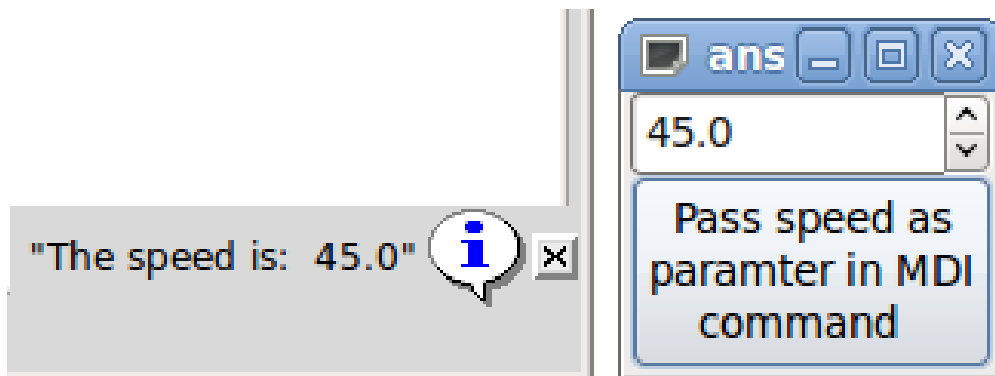 "The speed is:  45.0"
i
ans
45.0
Pass speed as
paramter in MDI
command